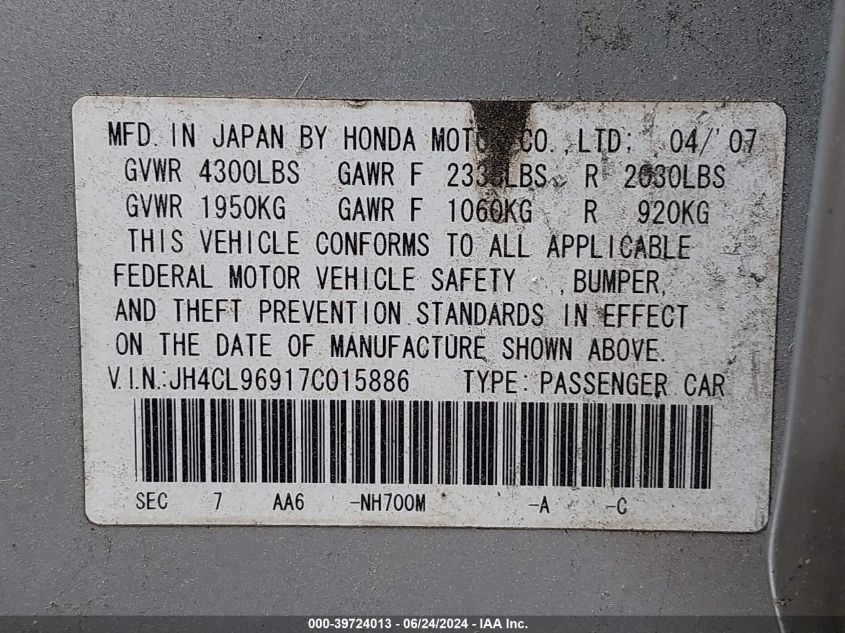 MFD. IN JAPAN BY HONDA MOTOR CO., LTD. 04/'07
GVWR 4300LBS GAWR F 2335LBS R 2030LBS
GVWR 1950KG GAWR F 1060KG R 920KG
THIS VEHICLE CONFORMS TO ALL APPLICABLE
FEDERAL MOTOR VEHICLE SAFETY , BUMPER,
AND THEFT PREVENTION STANDARDS IN EFFECT
ON THE DATE OF MANUFACTURE SHOWN ABOVE.
V.I.N.:JH4CL96917C015886 TYPE: PASSENGER CAR
SEC 7 AA6 -NH700M -A -C
000-39724013 - 06/24/2024 - IAA Inc.